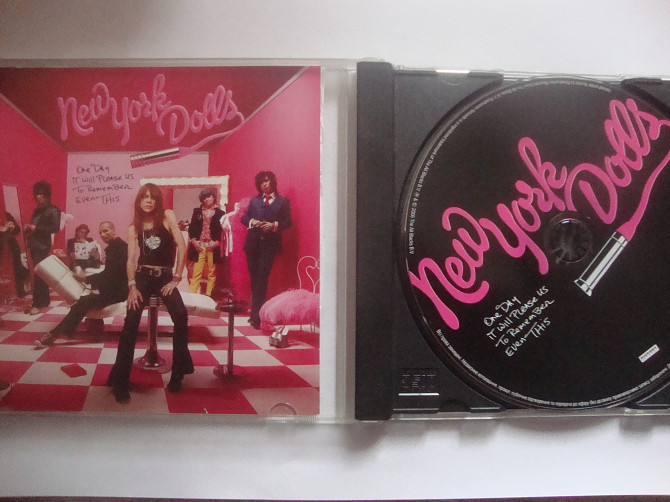 New York Dolls
One Day
IT Will PLease Us
To Remember
Even THIS
New York Dolls
One Day
IT Will PLease Us
To Remember
Even THIS